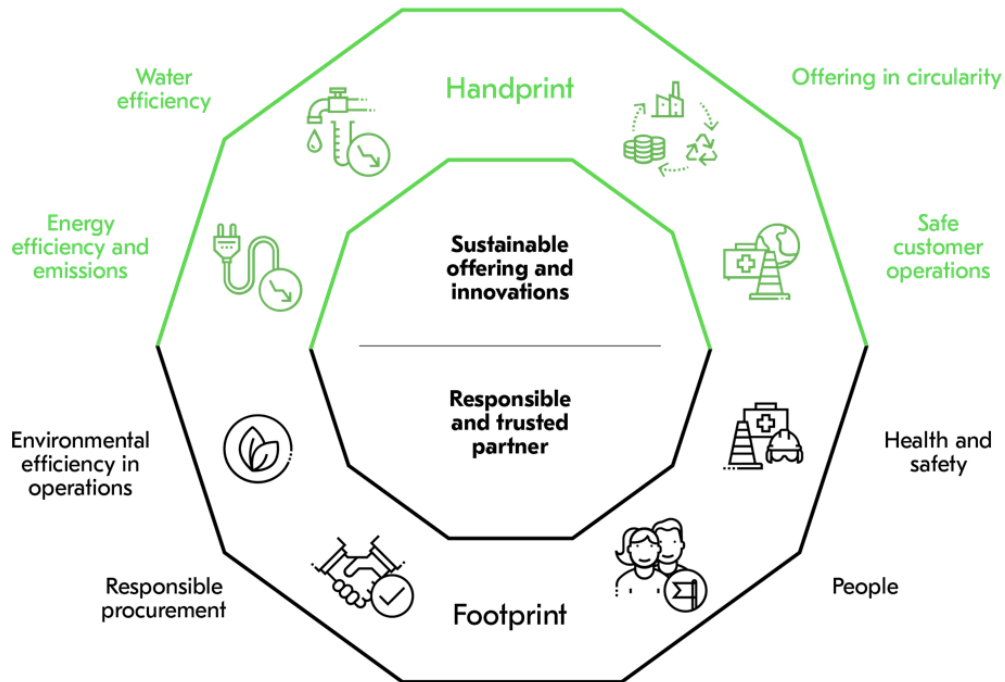 Water
efficiency
Handprint
Offering in circularity
Energy
efficiency and
emissions
Sustainable
offering and
innovations
Safe
customer
operations
Responsible
and trusted
partner
Environmental
efficiency in
operations
Health and
safety
Responsible
procurement
Footprint
People